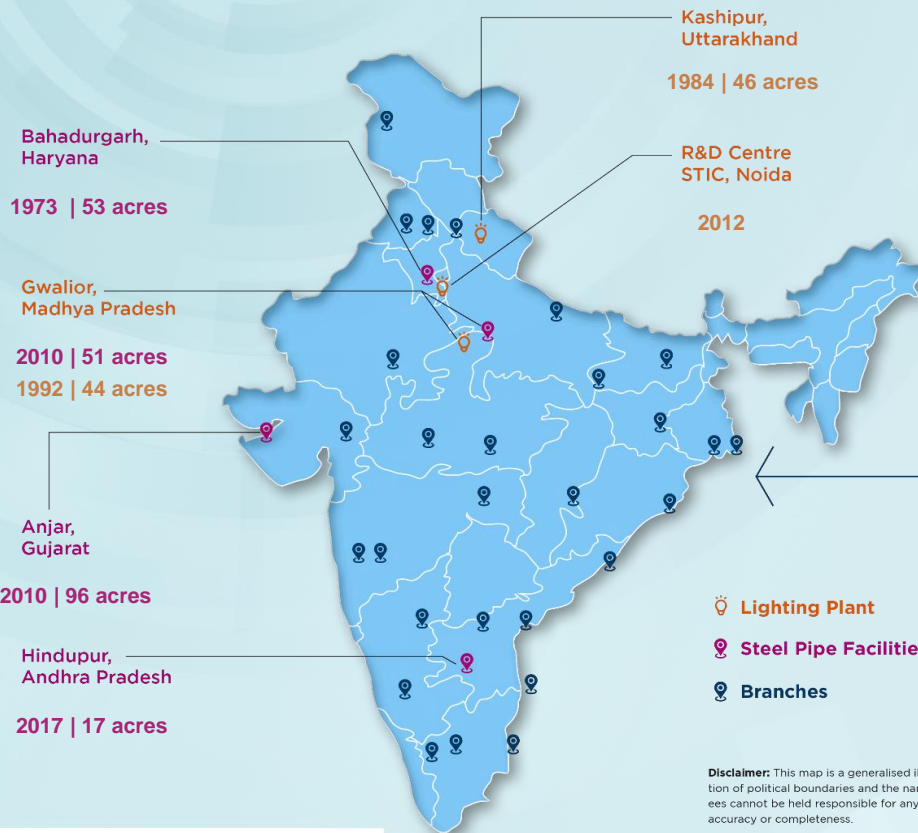 Kashipur,
Uttarakhand
1984 | 46 acres
Bahadurgarh,
Haryana
1973 | 53 acres
R&D Centre
STIC, Noida
2012
Gwalior,
Madhya Pradesh
2010 | 51 acres
1992 | 44 acres
Anjar,
Gujarat
2010 | 96 acres
Hindupur,
Andhra Pradesh
2017 | 17 acres
Lighting Plant
Steel Pipe Facilitie
Branches
Disclaimer: This map is a generalised il
tion of political boundaries and the nar
ees cannot be held responsible for any
accuracy or completeness.